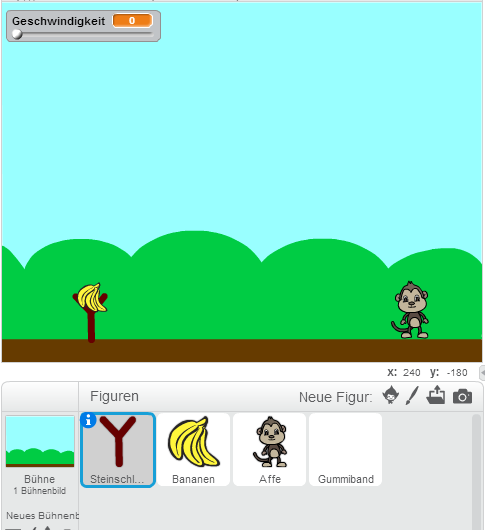 Geschwindigkeit 0
x: 240 y: -180
Figuren Neue Figur:
Steinschl... Bananen Affe Gummiband
Bühne
1 Bühnenbild
Neues Bühnenb